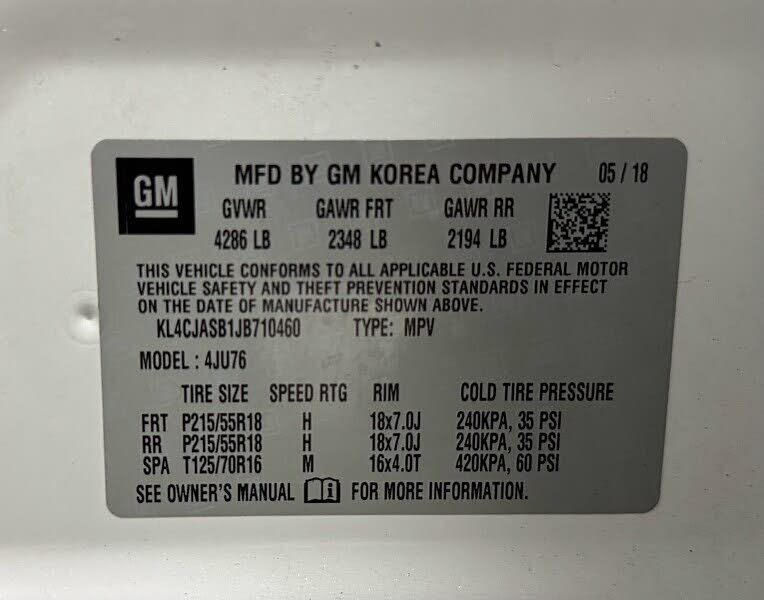 GM
MFD BY GM KOREA COMPANY 05 / 18
GVWR GAWR FRT GAWR RR
4286 LB 2348 LB 2194 LB
THIS VEHICLE CONFORMS TO ALL APPLICABLE U.S. FEDERAL MOTOR
VEHICLE SAFETY AND THEFT PREVENTION STANDARDS IN EFFECT
ON THE DATE OF MANUFACTURE SHOWN ABOVE.
KL4CJASB1JB710460 TYPE: MPV
MODEL : 4JU76
TIRE SIZE SPEED RTG RIM COLD TIRE PRESSURE
FRT P215/55R18 H 18x7.0J 240KPA, 35 PSI
RR P215/55R18 H 18x7.0J 240KPA, 35 PSI
SPA T125/70R16 M 16x4.0T 420KPA, 60 PSI
SEE OWNER'S MANUAL FOR MORE INFORMATION.